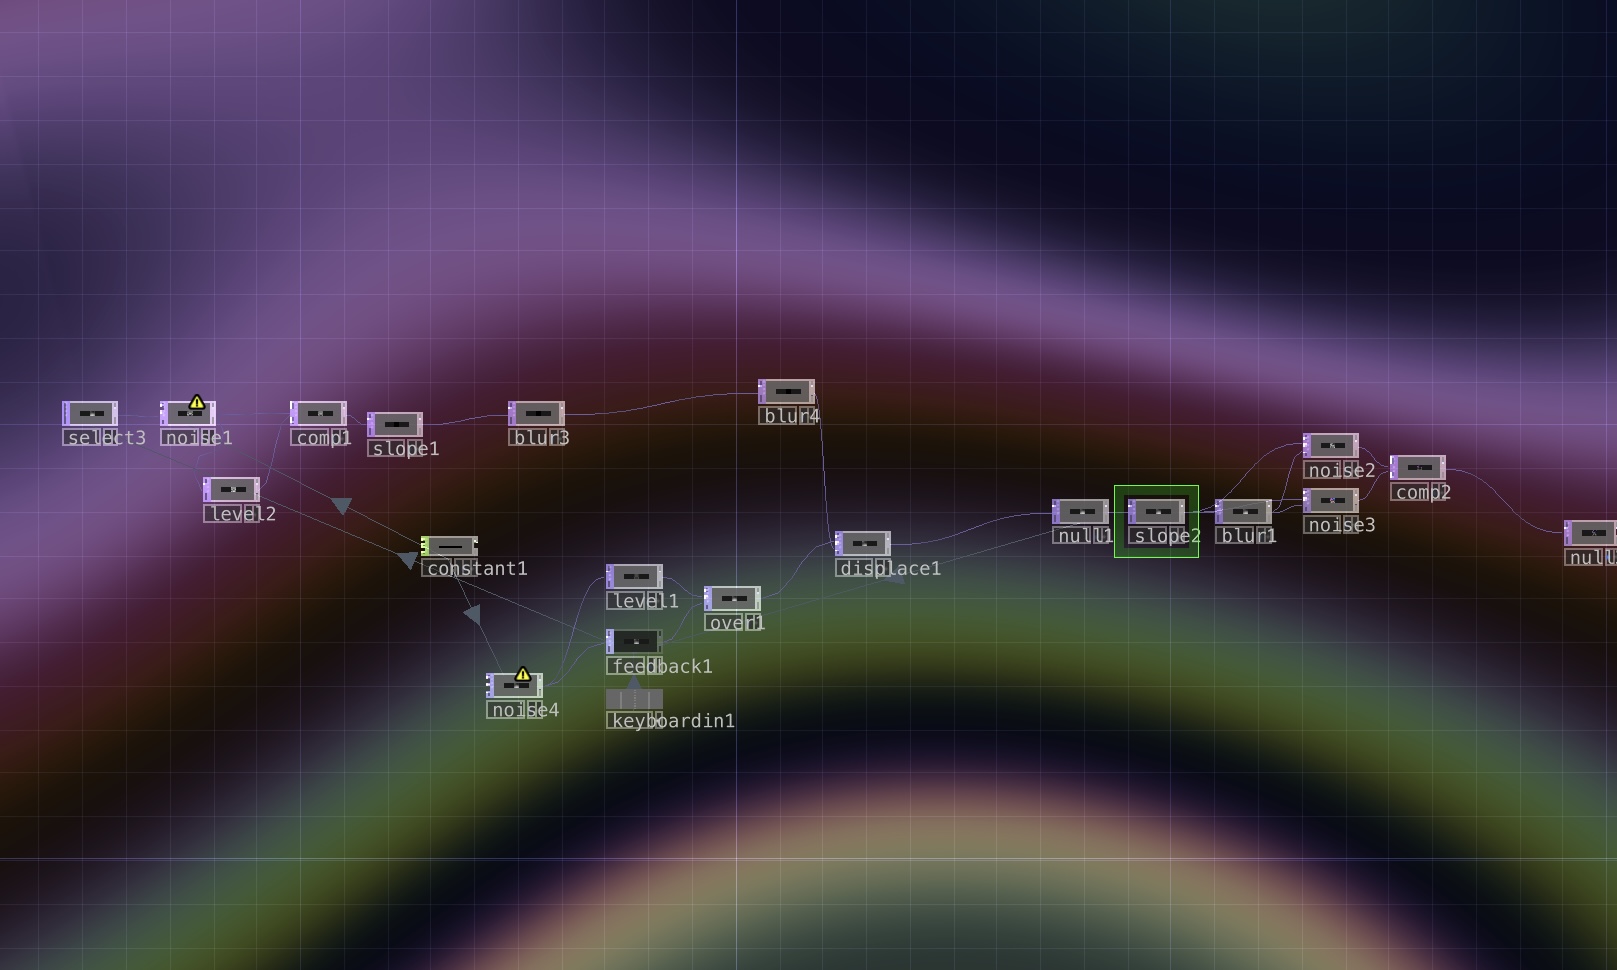 select3
noise1
comp1
slope1
blur3
blur4
level2
constant1
level1
over1
displace1
feedback1
noise4
keyboardin1
null1
slope2
blur1
noise2
comp2
noise3